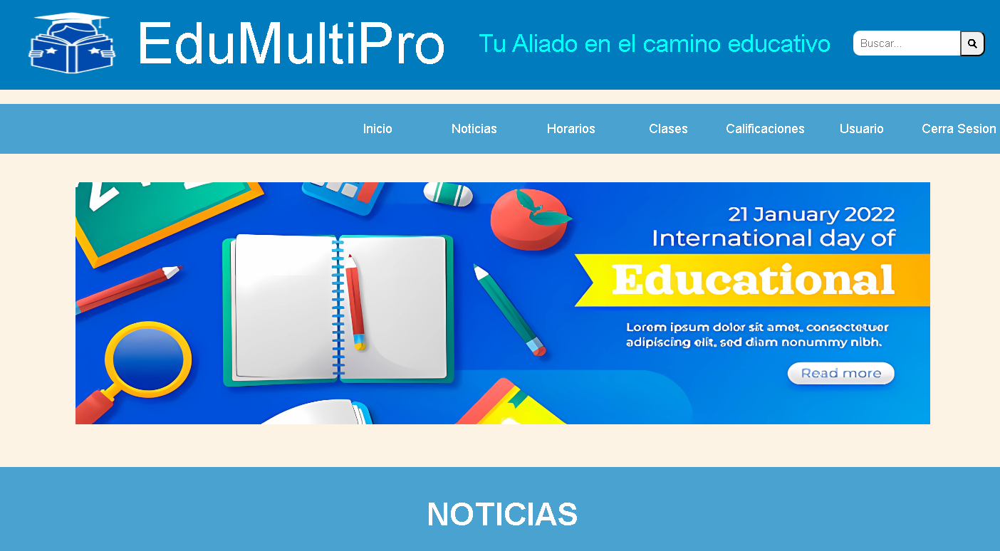 EduMultiPro
Tu Aliado en el camino educativo
Buscar...
Inicio Noticias Horarios Clases Calificaciones Usuario Cerra Sesion
21 January 2022
International day of
Educational
Lorem ipsum dolor sit amet, consectetuer
adipiscing elit, sed diam nonummy nibh.
Read more
NOTICIAS